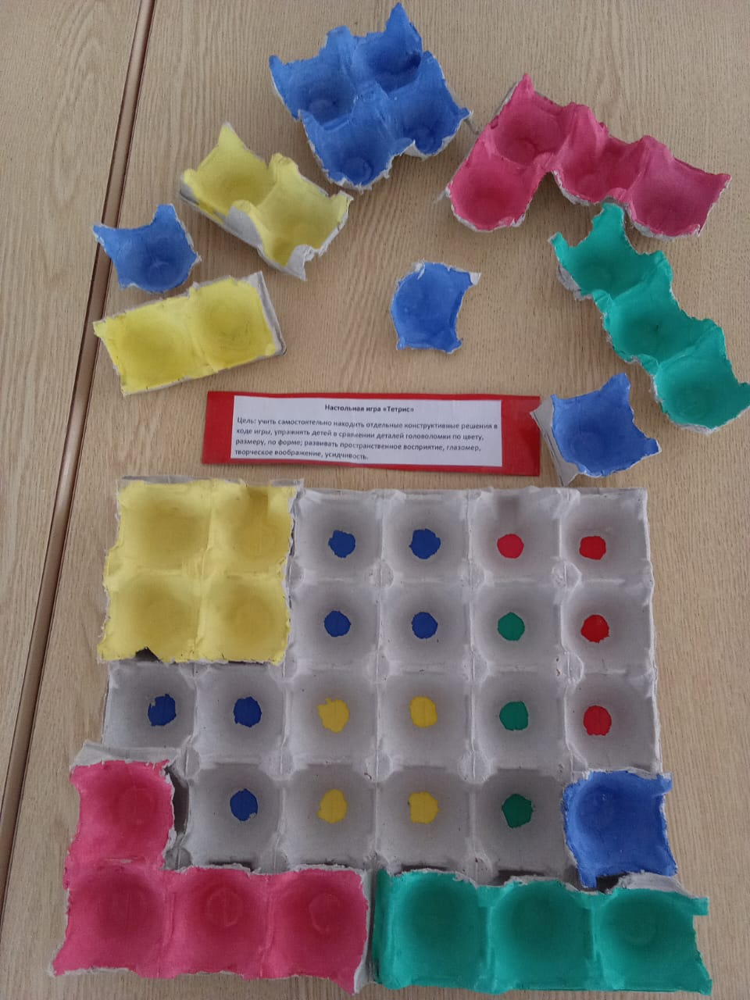 Настольная игра «Тетрис»
Цель: учить самостоятельно находить отдельные конструктивные решения в
ходе игры, упражнять детей в сравнении деталей головоломки по цвету,
размеру, по форме; развивать пространственное восприятие, глазомер,
творческое воображение, усидчивость.